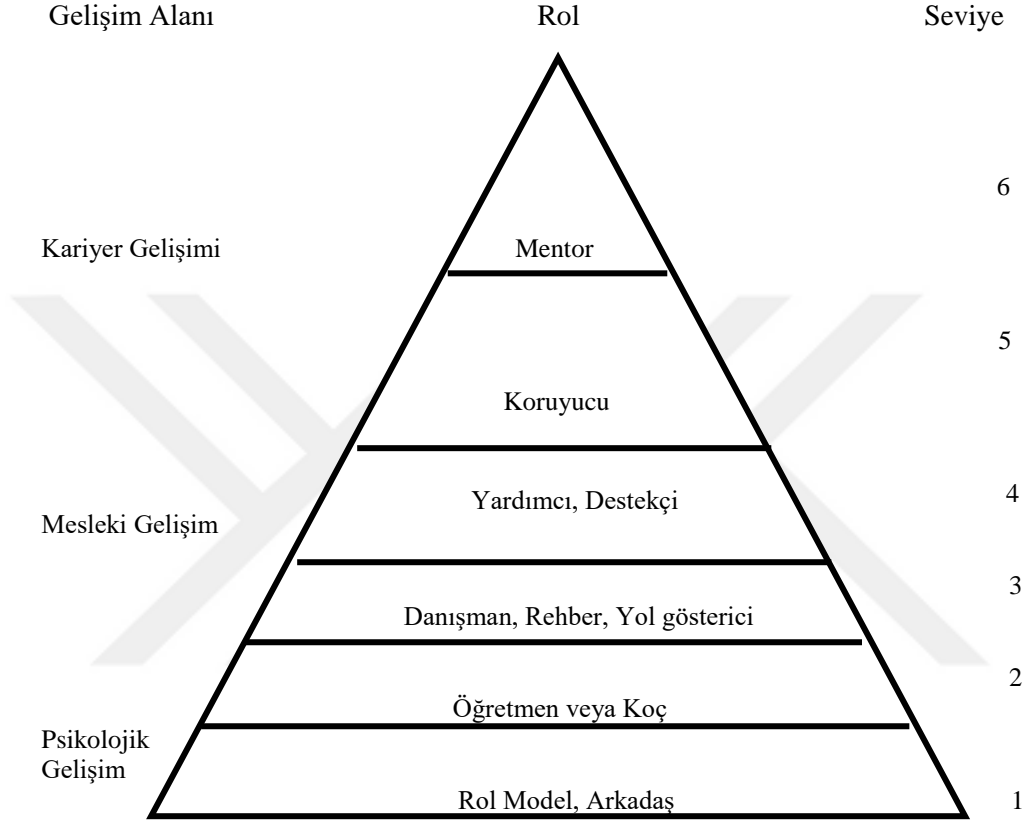 Gelişim Alanı Rol Seviye
6
Kariyer Gelişimi Mentor
5
Koruyucu
4
Yardımcı, Destekçi
Mesleki Gelişim
3
Danışman, Rehber, Yol gösterici
2
Öğretmen veya Koç
Psikolojik
Gelişim
Rol Model, Arkadaş 1